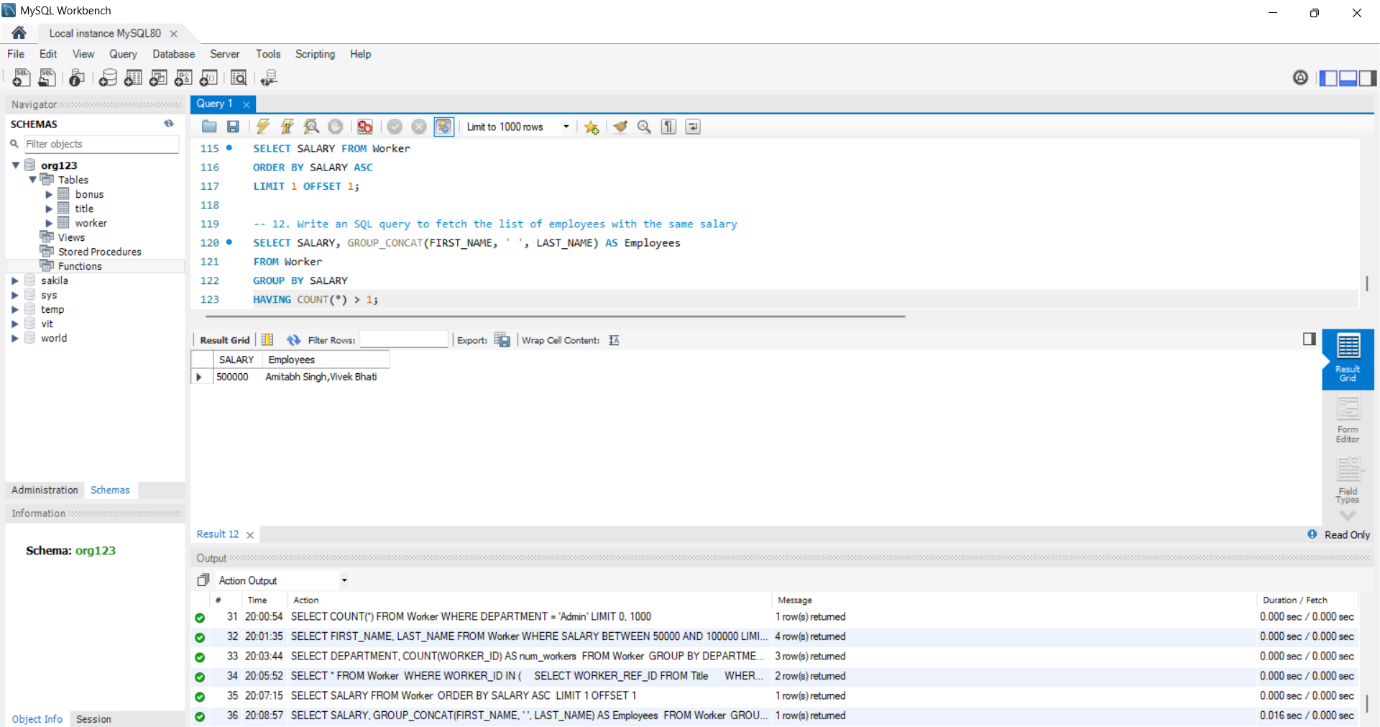 MySQL Workbench
Local instance MySQL80
File Edit View Query Database Server Tools Scripting Help
Navigator
SCHEMAS
Filter objects
org123
Tables
bonus
title
worker
Views
Stored Procedures
Functions
sakila
sys
temp
vit
world
Administration Schemas
Information
Schema: org123
Object Info Session
Query 1
Limit to 1000 rows
115 SELECT SALARY FROM Worker
116 ORDER BY SALARY ASC
117 LIMIT 1 OFFSET 1;
118
119 -- 12. Write an SQL query to fetch the list of employees with the same salary
120 SELECT SALARY, GROUP_CONCAT(FIRST_NAME, ' ', LAST_NAME) AS Employees
121 FROM Worker
122 GROUP BY SALARY
123 HAVING COUNT(*) > 1;
Result Grid Filter Rows: Export: Wrap Cell Content:
SALARY Employees
500000 Amitabh Singh,Vivek Bhati
Result Grid
Form Editor
Field Types
Result 12 Read Only
Output
Action Output
# Time Action Message Duration / Fetch
31 20:00:54 SELECT COUNT(*) FROM Worker WHERE DEPARTMENT = 'Admin' LIMIT 0, 1000 1 row(s) returned 0.000 sec / 0.000 sec
32 20:01:35 SELECT FIRST_NAME, LAST_NAME FROM Worker WHERE SALARY BETWEEN 50000 AND 100000 LIMI... 4 row(s) returned 0.000 sec / 0.000 sec
33 20:03:44 SELECT DEPARTMENT, COUNT(WORKER_ID) AS num_workers FROM Worker GROUP BY DEPARTME... 3 row(s) returned 0.000 sec / 0.000 sec
34 20:05:52 SELECT * FROM Worker WHERE WORKER_ID IN ( SELECT WORKER_REF_ID FROM Title WHER... 2 row(s) returned 0.000 sec / 0.000 sec
35 20:07:15 SELECT SALARY FROM Worker ORDER BY SALARY ASC LIMIT 1 OFFSET 1 1 row(s) returned 0.000 sec / 0.000 sec
36 20:08:57 SELECT SALARY, GROUP_CONCAT(FIRST_NAME, ' ', LAST_NAME) AS Employees FROM Worker GROU... 1 row(s) returned 0.016 sec / 0.000 sec